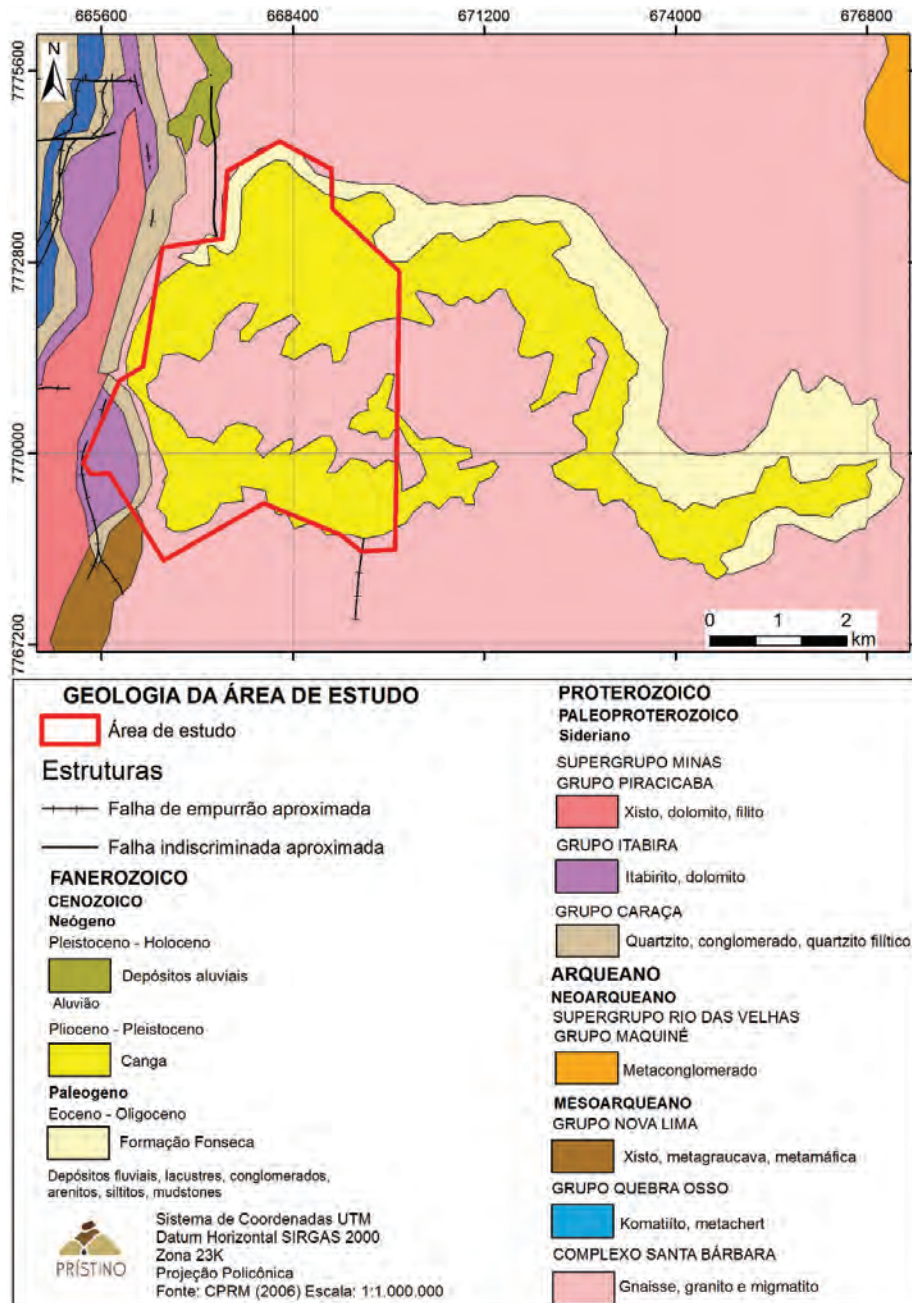 665600
668400
671200
674000
676800
7775600
7772800
7770000
7767200
N
0 1 2
km
GEOLOGIA DA ÁREA DE ESTUDO
Área de estudo
Estruturas
Falha de empurrão aproximada
Falha indiscriminada aproximada
FANEROZOICO
CENOZOICO
Neógeno
Pleistoceno - Holoceno
Depósitos aluviais
Aluvião
Plioceno - Pleistoceno
Canga
Paleogeno
Eoceno - Oligoceno
Formação Fonseca
Depósitos fluviais, lacustres, conglomerados,
arenitos, siltitos, mudstones
PRÍSTINO
Sistema de Coordenadas UTM
Datum Horizontal SIRGAS 2000
Zona 23K
Projeção Policônica
Fonte: CPRM (2006) Escala: 1:1.000.000
PROTEROZOICO
PALEOPROTEROZOICO
Sideriano
SUPERGRUPO MINAS
GRUPO PIRACICABA
Xisto, dolomito, filito
GRUPO ITABIRA
Itabirito, dolomito
GRUPO CARAÇA
Quartzito, conglomerado, quartzito filítico
ARQUEANO
NEOARQUEANO
SUPERGRUPO RIO DAS VELHAS
GRUPO MAQUINÉ
Metaconglomerado
MESOARQUEANO
GRUPO NOVA LIMA
Xisto, metagraucava, metamáfica
GRUPO QUEBRA OSSO
Komatiíto, metachert
COMPLEXO SANTA BÁRBARA
Gnaisse, granito e migmatito